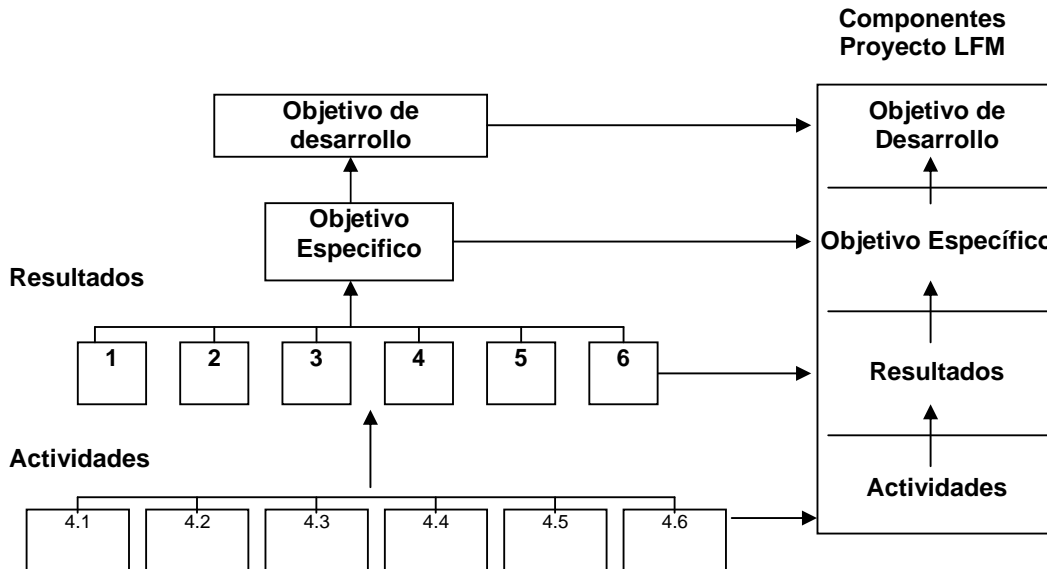 Componentes
Proyecto LFM
Objetivo de
desarrollo
Objetivo de
Desarrollo
Objetivo
Especifico
Objetivo Específico
Resultados
1 2 3 4 5 6
Resultados
Actividades
Actividades
4.1 4.2 4.3 4.4 4.5 4.6